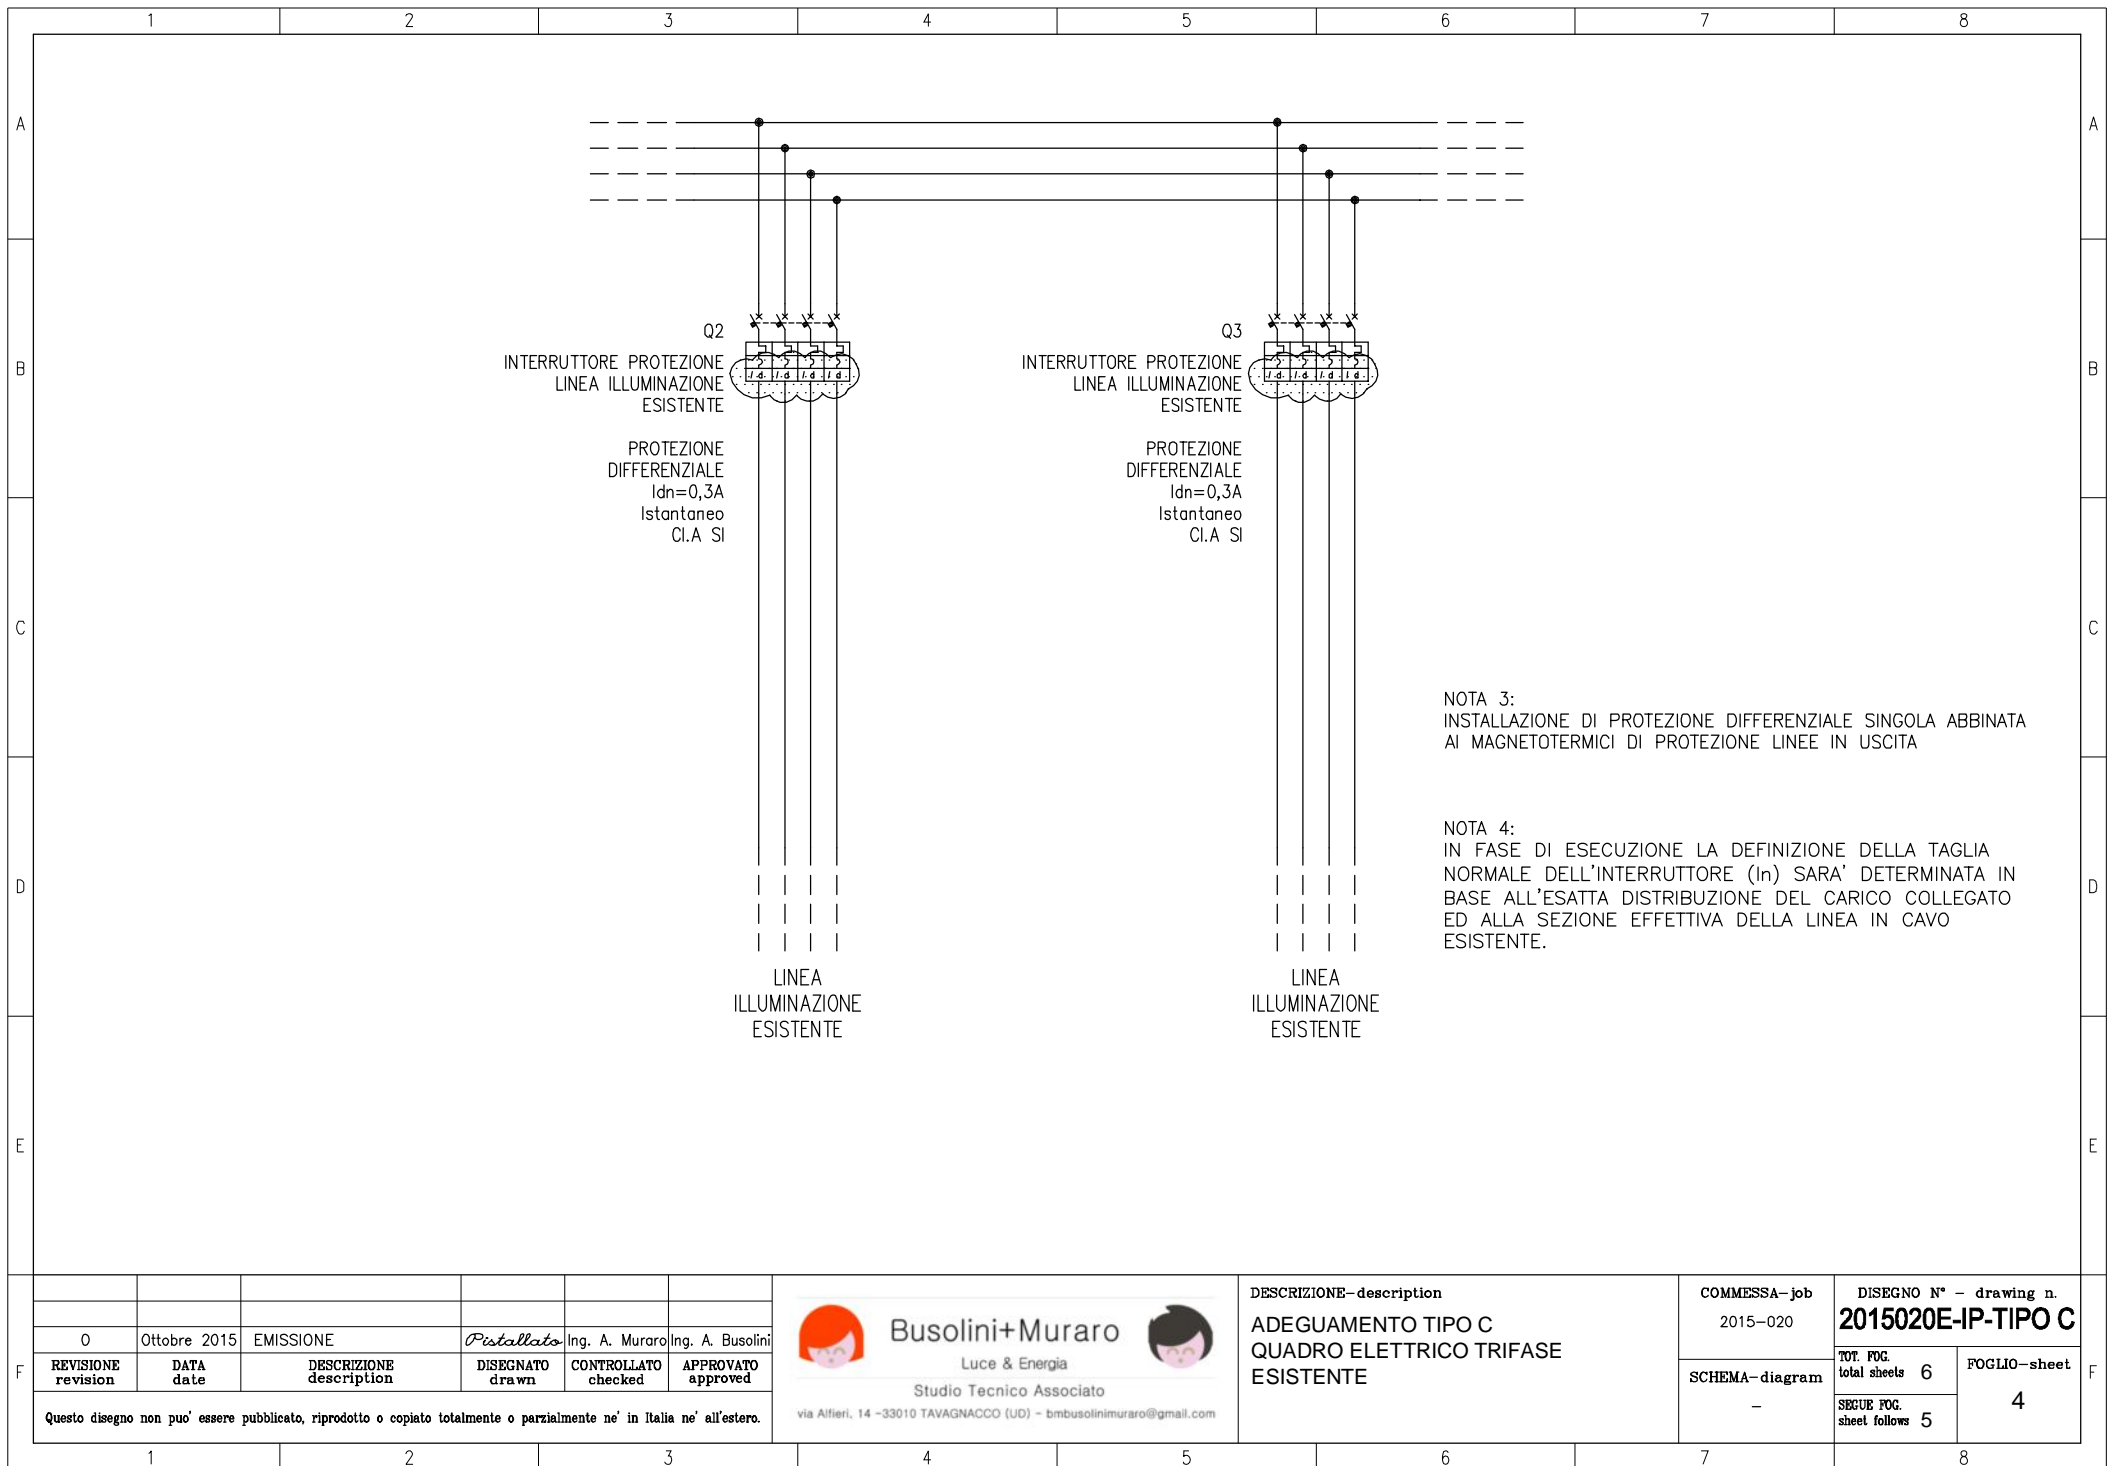 1 2 3 4 5 6 7 8
A A
Q2
INTERRUTTORE PROTEZIONE
LINEA ILLUMINAZIONE
ESISTENTE
PROTEZIONE
DIFFERENZIALE
Idn=0,3A
Istantaneo
Cl.A SI
I d I d I d I d
Q3
INTERRUTTORE PROTEZIONE
LINEA ILLUMINAZIONE
ESISTENTE
PROTEZIONE
DIFFERENZIALE
Idn=0,3A
Istantaneo
Cl.A SI
I d I d I d I d
B B
C C
NOTA 3:
INSTALLAZIONE DI PROTEZIONE DIFFERENZIALE SINGOLA ABBINATA
AI MAGNETOTERMICI DI PROTEZIONE LINEE IN USCITA
NOTA 4:
IN FASE DI ESECUZIONE LA DEFINIZIONE DELLA TAGLIA
NORMALE DELL'INTERRUTTORE (In) SARA' DETERMINATA IN
BASE ALL'ESATTA DISTRIBUZIONE DEL CARICO COLLEGATO
ED ALLA SEZIONE EFFETTIVA DELLA LINEA IN CAVO
ESISTENTE.
D D
LINEA
ILLUMINAZIONE
ESISTENTE
LINEA
ILLUMINAZIONE
ESISTENTE
E E
0 Ottobre 2015 EMISSIONE Pistallato Ing. A. Muraro Ing. A. Busolini
REVISIONE DATA DESCRIZIONE DISEGNATO CONTROLLATO APPROVATO
revision date description drawn checked approved
Questo disegno non puo' essere pubblicato, riprodotto o copiato totalmente o parzialmente ne' in Italia ne' all'estero.
Busolini+Muraro
Luce & Energia
Studio Tecnico Associato
via Alfieri, 14 -33010 TAVAGNACCO (UD) - bmbusolinimuraro@gmail.com
DESCRIZIONE-description
ADEGUAMENTO TIPO C
QUADRO ELETTRICO TRIFASE
ESISTENTE
COMMESSA-job
2015-020
SCHEMA-diagram
-
DISEGNO N° - drawing n.
2015020E-IP-TIPO C
TOT. FOG.
total sheets 6
SEGUE FOG.
sheet follows 5
FOGLIO-sheet
4
F F
1 2 3 4 5 6 7 8